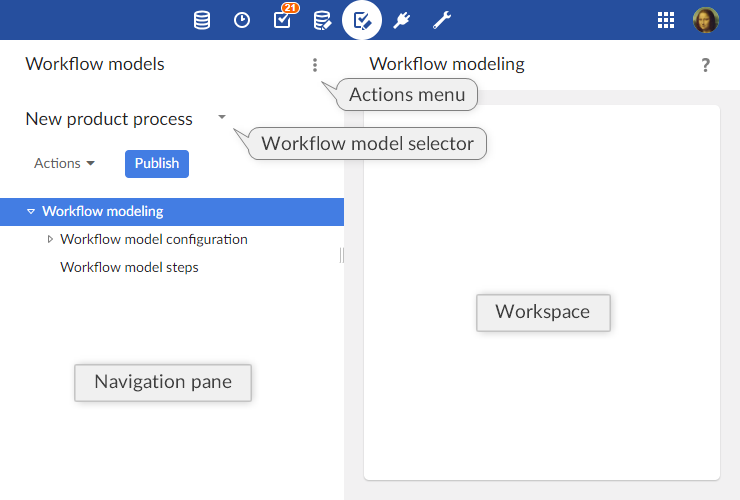 21
Workflow models
Workflow modeling
?
Actions menu
New product process
Workflow model selector
Actions
Publish
Workflow modeling
Workflow model configuration
Workflow model steps
Workspace
Navigation pane